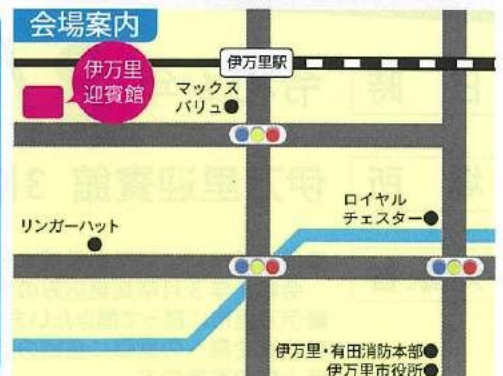 会場案内
伊万里駅
伊万里
迎賓館
マックス
バリュ
ロイヤル
チェスター
リンガーハット
伊万里・有田消防本部
伊万里市役所